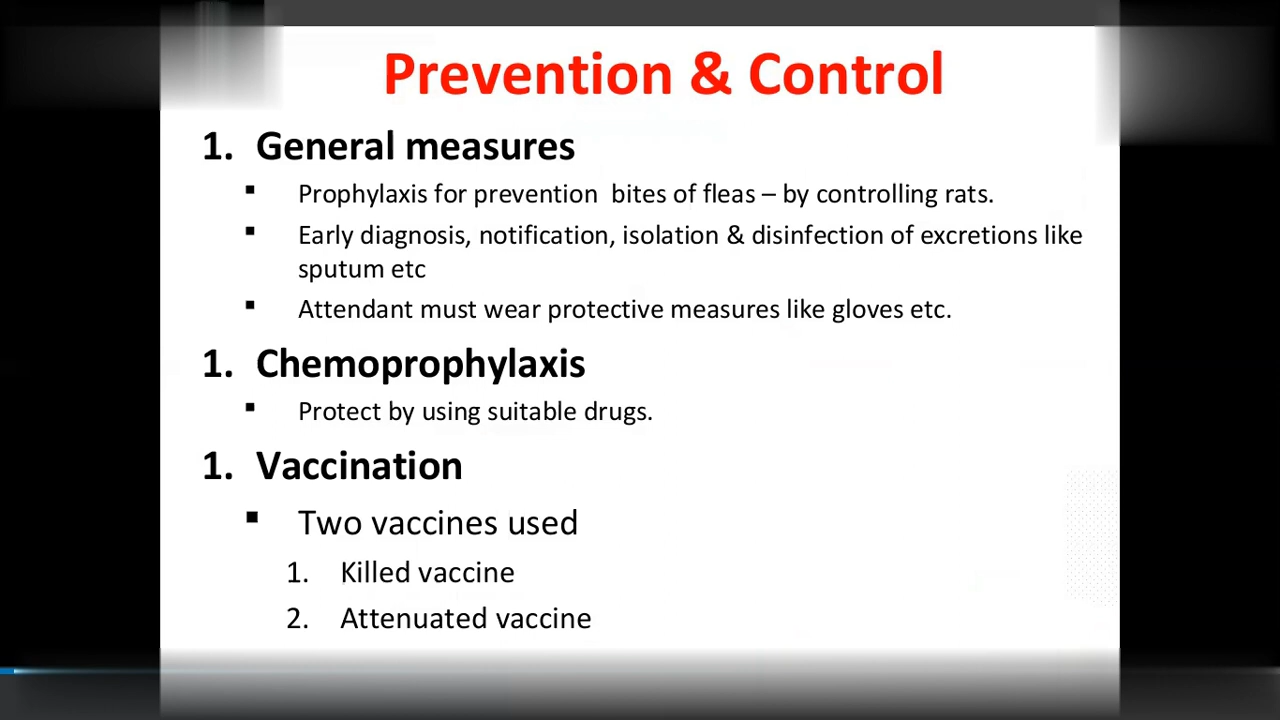 Prevention & Control
1. General measures
▪ Prophylaxis for prevention  bites of fleas – by controlling rats.
▪ Early diagnosis, notification, isolation & disinfection of excretions like
sputum etc
▪ Attendant must wear protective measures like gloves etc.
1. Chemoprophylaxis
▪ Protect by using suitable drugs.
1. Vaccination
▪ Two vaccines used
1. Killed vaccine
2. Attenuated vaccine